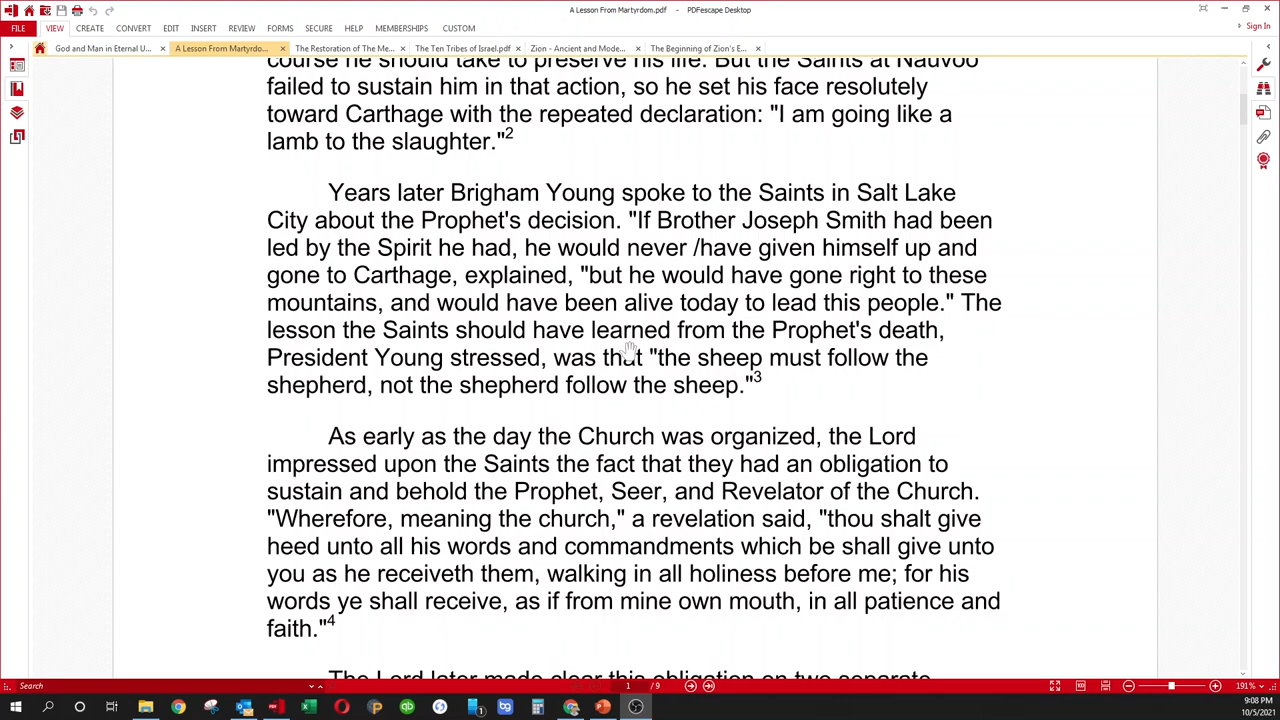 A Lesson From Martyrdom.pdf - PDFescape Desktop
FILE VIEW CREATE CONVERT EDIT INSERT REVIEW FORMS SECURE HELP MEMBERSHIPS CUSTOM
Sign In
God and Man in Eternal U...
A Lesson From Martyrdo...
The Restoration of The Me...
The Ten Tribes of Israel.pdf
Zion - Ancient and Mode...
The Beginning of Zion's E...
course he should take to preserve his life. But the Saints at Nauvoo
failed to sustain him in that action, so he set his face resolutely
toward Carthage with the repeated declaration: "I am going like a
lamb to the slaughter."2
Years later Brigham Young spoke to the Saints in Salt Lake
City about the Prophet's decision. "If Brother Joseph Smith had been
led by the Spirit he had, he would never /have given himself up and
gone to Carthage, explained, "but he would have gone right to these
mountains, and would have been alive today to lead this people." The
lesson the Saints should have learned from the Prophet's death,
President Young stressed, was that "the sheep must follow the
shepherd, not the shepherd follow the sheep."3
As early as the day the Church was organized, the Lord
impressed upon the Saints the fact that they had an obligation to
sustain and behold the Prophet, Seer, and Revelator of the Church.
"Wherefore, meaning the church," a revelation said, "thou shalt give
heed unto all his words and commandments which be shall give unto
you as he receiveth them, walking in all holiness before me; for his
words ye shall receive, as if from mine own mouth, in all patience and
faith."4
The Lord later made clear this obligation on two separate
Search
1 / 9
191%
9:08 PM
10/5/2021